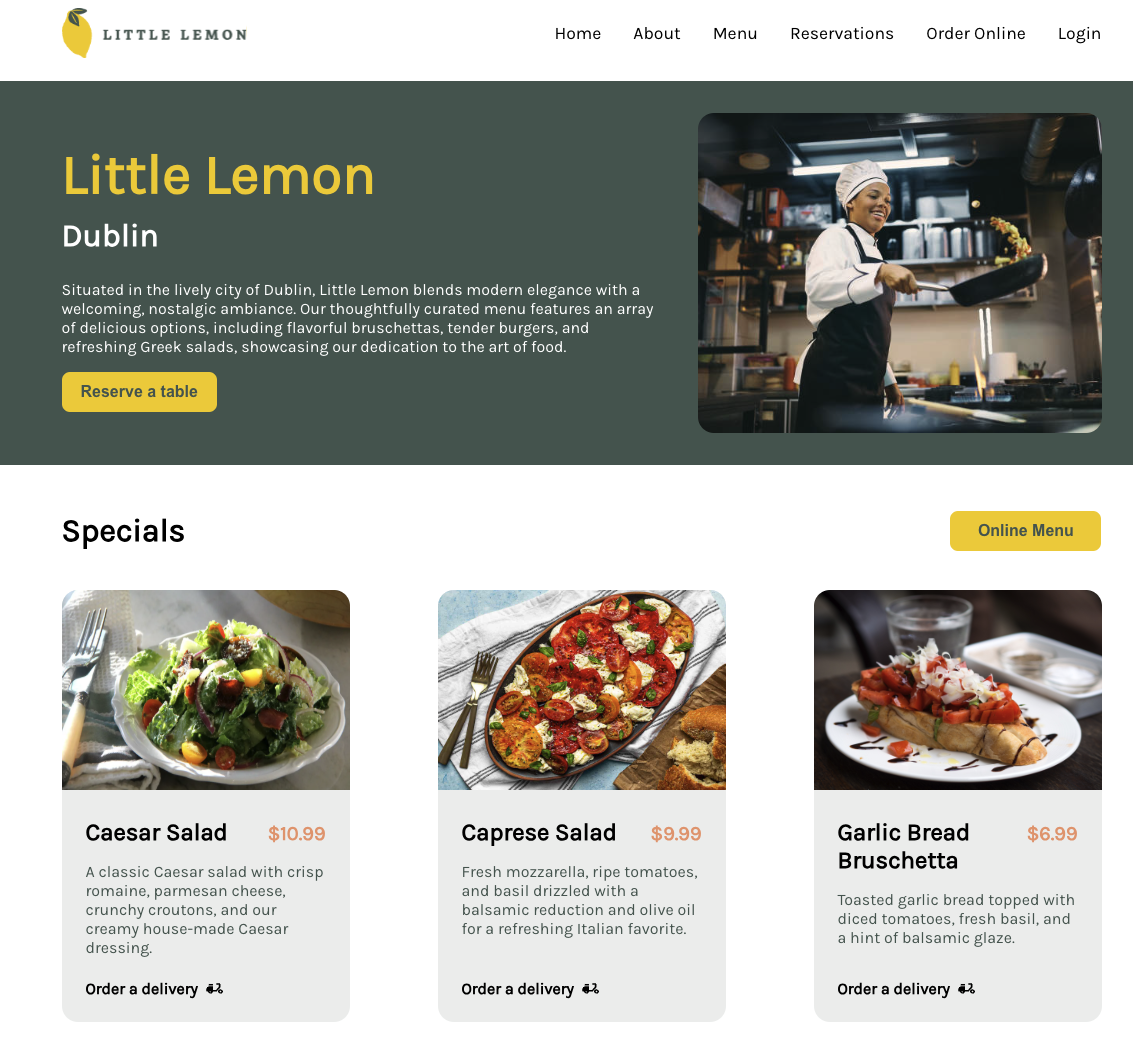 LITTLE LEMON
Home About Menu Reservations Order Online Login
Little Lemon
Dublin
Situated in the lively city of Dublin, Little Lemon blends modern elegance with a
welcoming, nostalgic ambiance. Our thoughtfully curated menu features an array
of delicious options, including flavorful bruschettas, tender burgers, and
refreshing Greek salads, showcasing our dedication to the art of food.
Reserve a table
Specials
Online Menu
Caesar Salad
$10.99
A classic Caesar salad with crisp
romaine, parmesan cheese,
crunchy croutons, and our
creamy house-made Caesar
dressing.
Order a delivery
Caprese Salad
$9.99
Fresh mozzarella, ripe tomatoes,
and basil drizzled with a
balsamic reduction and olive oil
for a refreshing Italian favorite.
Order a delivery
Garlic Bread
Bruschetta
$6.99
Toasted garlic bread topped with
diced tomatoes, fresh basil, and
a hint of balsamic glaze.
Order a delivery